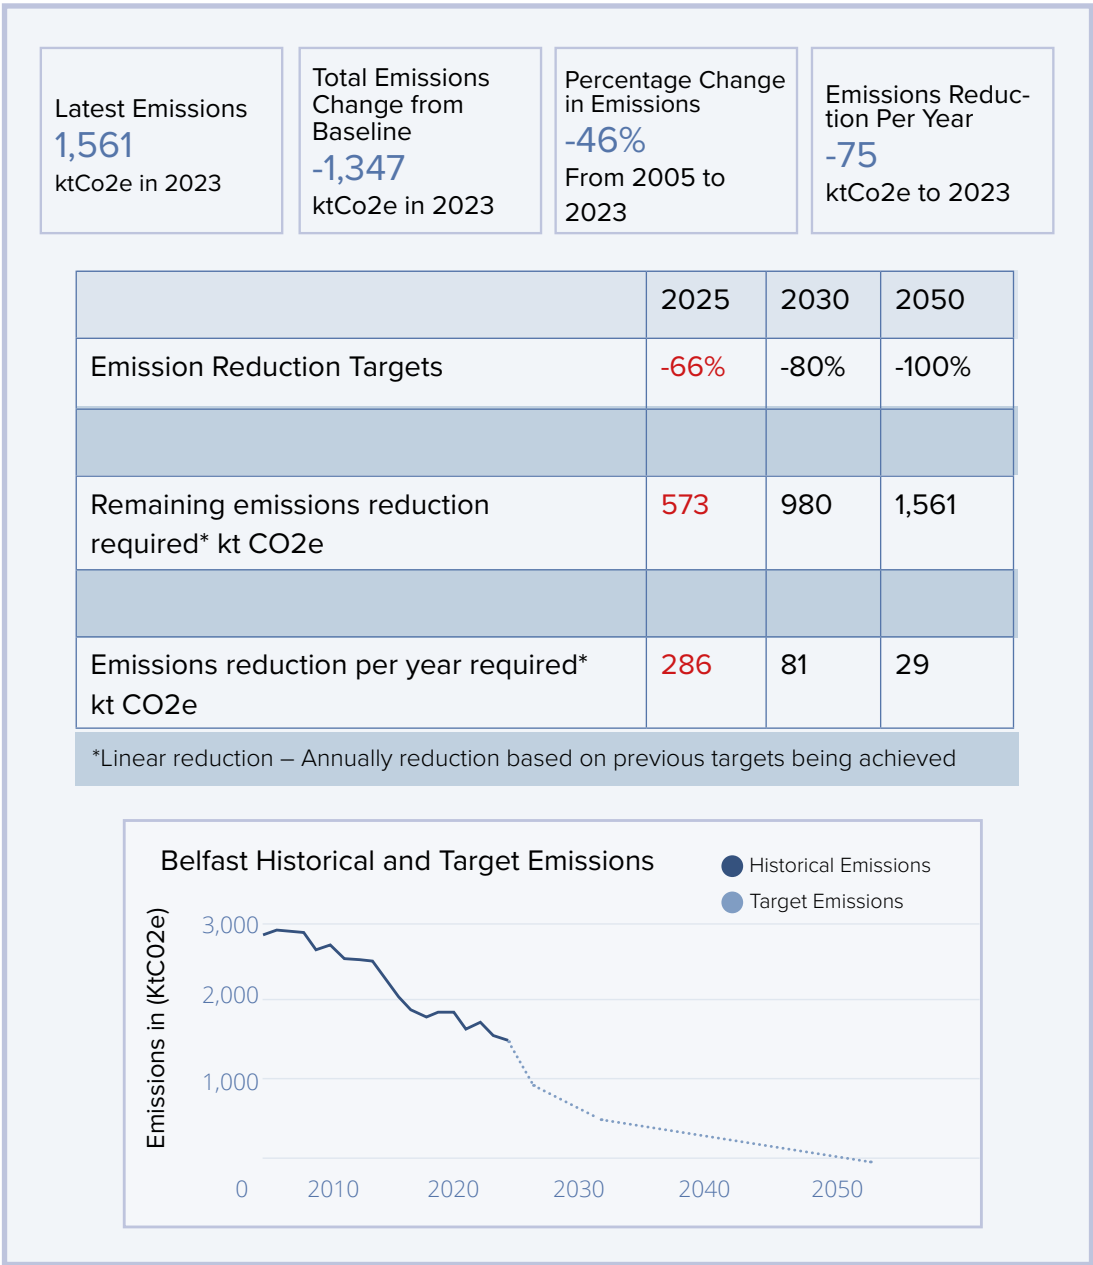 Latest Emissions
1,561
ktCo2e in 2023
Total Emissions
Change from
Baseline
-1,347
ktCo2e in 2023
Percentage Change
in Emissions
-46%
From 2005 to
2023
Emissions Reduc-
tion Per Year
-75
ktCo2e to 2023
2025 2030 2050
Emission Reduction Targets -66% -80% -100%
Remaining emissions reduction 573 980 1,561
required* kt CO2e
Emissions reduction per year required* 286 81 29
kt CO2e
*Linear reduction – Annually reduction based on previous targets being achieved
Belfast Historical and Target Emissions
Historical Emissions
Target Emissions
Emissions in (KtC02e)
3,000
2,000
1,000
0 2010 2020 2030 2040 2050